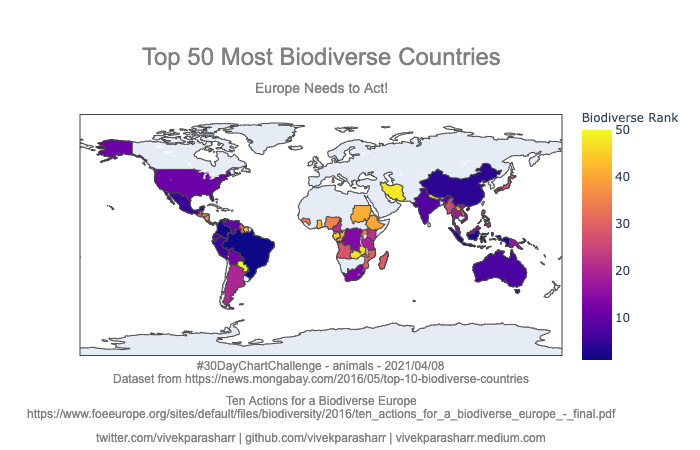 Top 50 Most Biodiverse Countries
Europe Needs to Act!
Biodiverse Rank
50
40
30
20
10
#30DayChartChallenge - animals - 2021/04/08
Dataset from https://news.mongabay.com/2016/05/top-10-biodiverse-countries
Ten Actions for a Biodiverse Europe
https://www.foeeurope.org/sites/default/files/biodiversity/2016/ten_actions_for_a_biodiverse_europe_-_final.pdf
twitter.com/vivekparasharr | github.com/vivekparasharr | vivekparasharr.medium.com